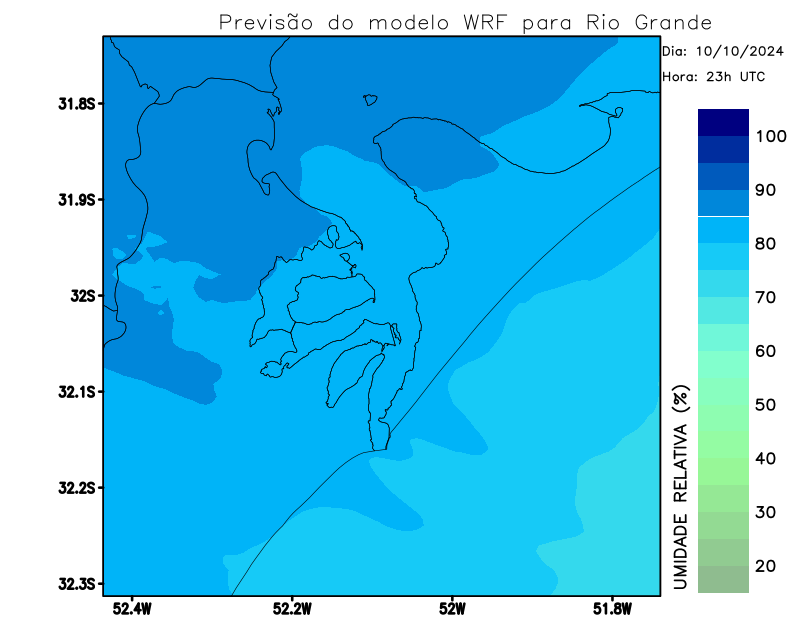 Previsão do modelo WRF para Rio Grande
Dia: 10/10/2024
Hora: 23h UTC
31.8S
31.9S
32S
32.1S
32.2S
32.3S
52.4W
52.2W
52W
51.8W
100
90
80
70
60
50
40
30
20
UMIDADE RELATIVA (%)